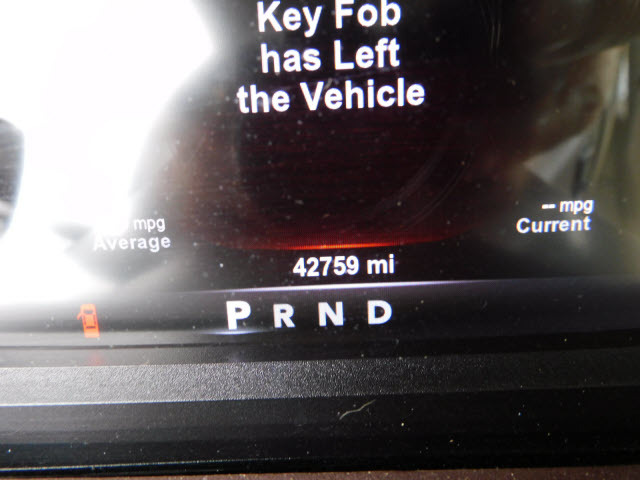 Key Fob
has Left
the Vehicle
mpg
Average
-- mpg
Current
42759 mi
P R N D